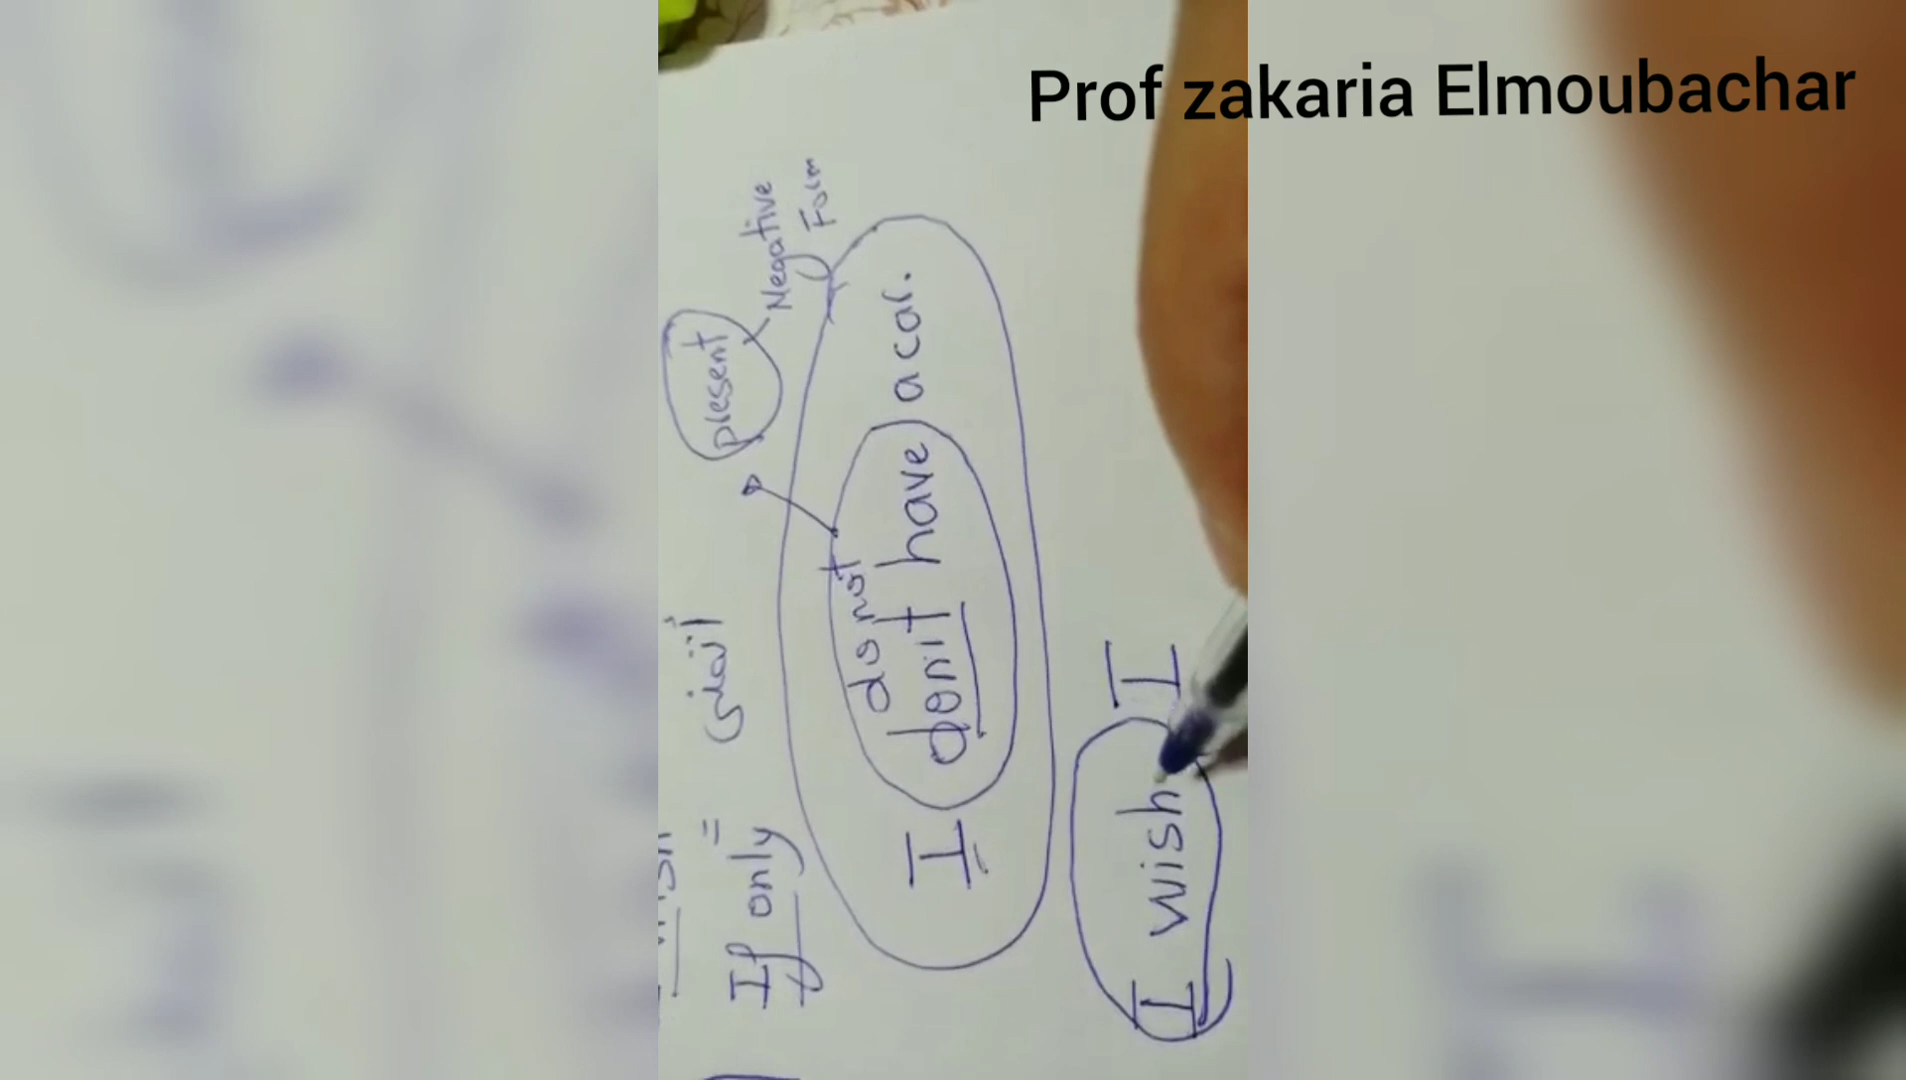 Prof zakaria Elmoubachar
If only = أتمنى
present
Negative
Form
do not
I don't have a car.
I wish I